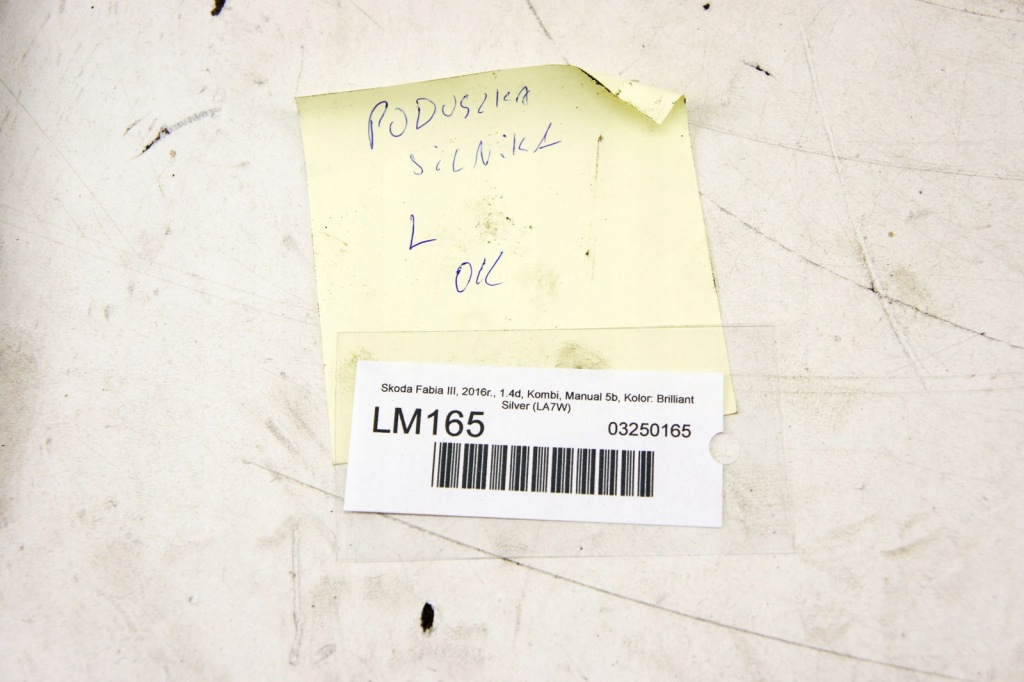 PODUSZKA
SiLNiKA
L
OK
Skoda Fabia III, 2016r., 1.4d, Kombi, Manual 5b, Kolor: Brilliant
Silver (LA7W)
LM165
03250165